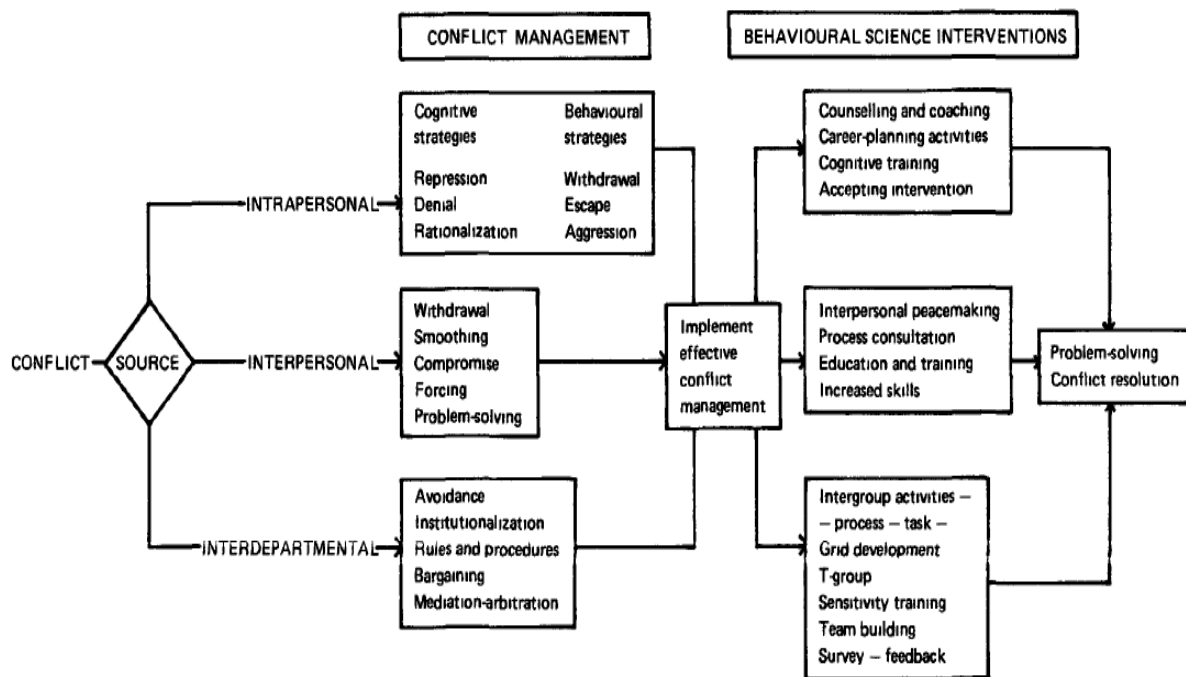 CONFLICT MANAGEMENT
BEHAVIOURAL SCIENCE INTERVENTIONS
CONFLICT
SOURCE
INTRAPERSONAL
INTERPERSONAL
INTERDEPARTMENTAL
Cognitive
strategies
Repression
Denial
Rationalization
Behavioural
strategies
Withdrawal
Escape
Aggression
Withdrawal
Smoothing
Compromise
Forcing
Problem-solving
Avoidance
Institutionalization
Rules and procedures
Bargaining
Mediation-arbitration
Implement
effective
conflict
management
Counselling and coaching
Career-planning activities
Cognitive training
Accepting intervention
Interpersonal peacemaking
Process consultation
Education and training
Increased skills
Intergroup activities –
– process – task –
Grid development
T-group
Sensitivity training
Team building
Survey – feedback
Problem-solving
Conflict resolution